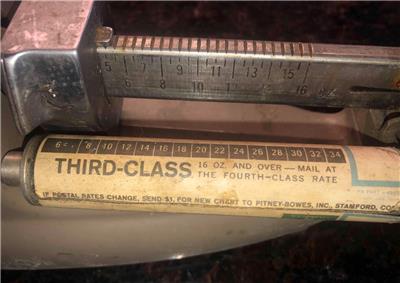 5 7 9 11 13 15
6 8 10 16
6¢ 8 10 12 14 16 18 20 22 24 26 28 30 32 34
THIRD-CLASS 16 OZ. AND OVER — MAIL AT
THE FOURTH-CLASS RATE
IF POSTAL RATES CHANGE, SEND $1. FOR NEW CHART TO PITNEY-BOWES, INC., STAMFORD, CO